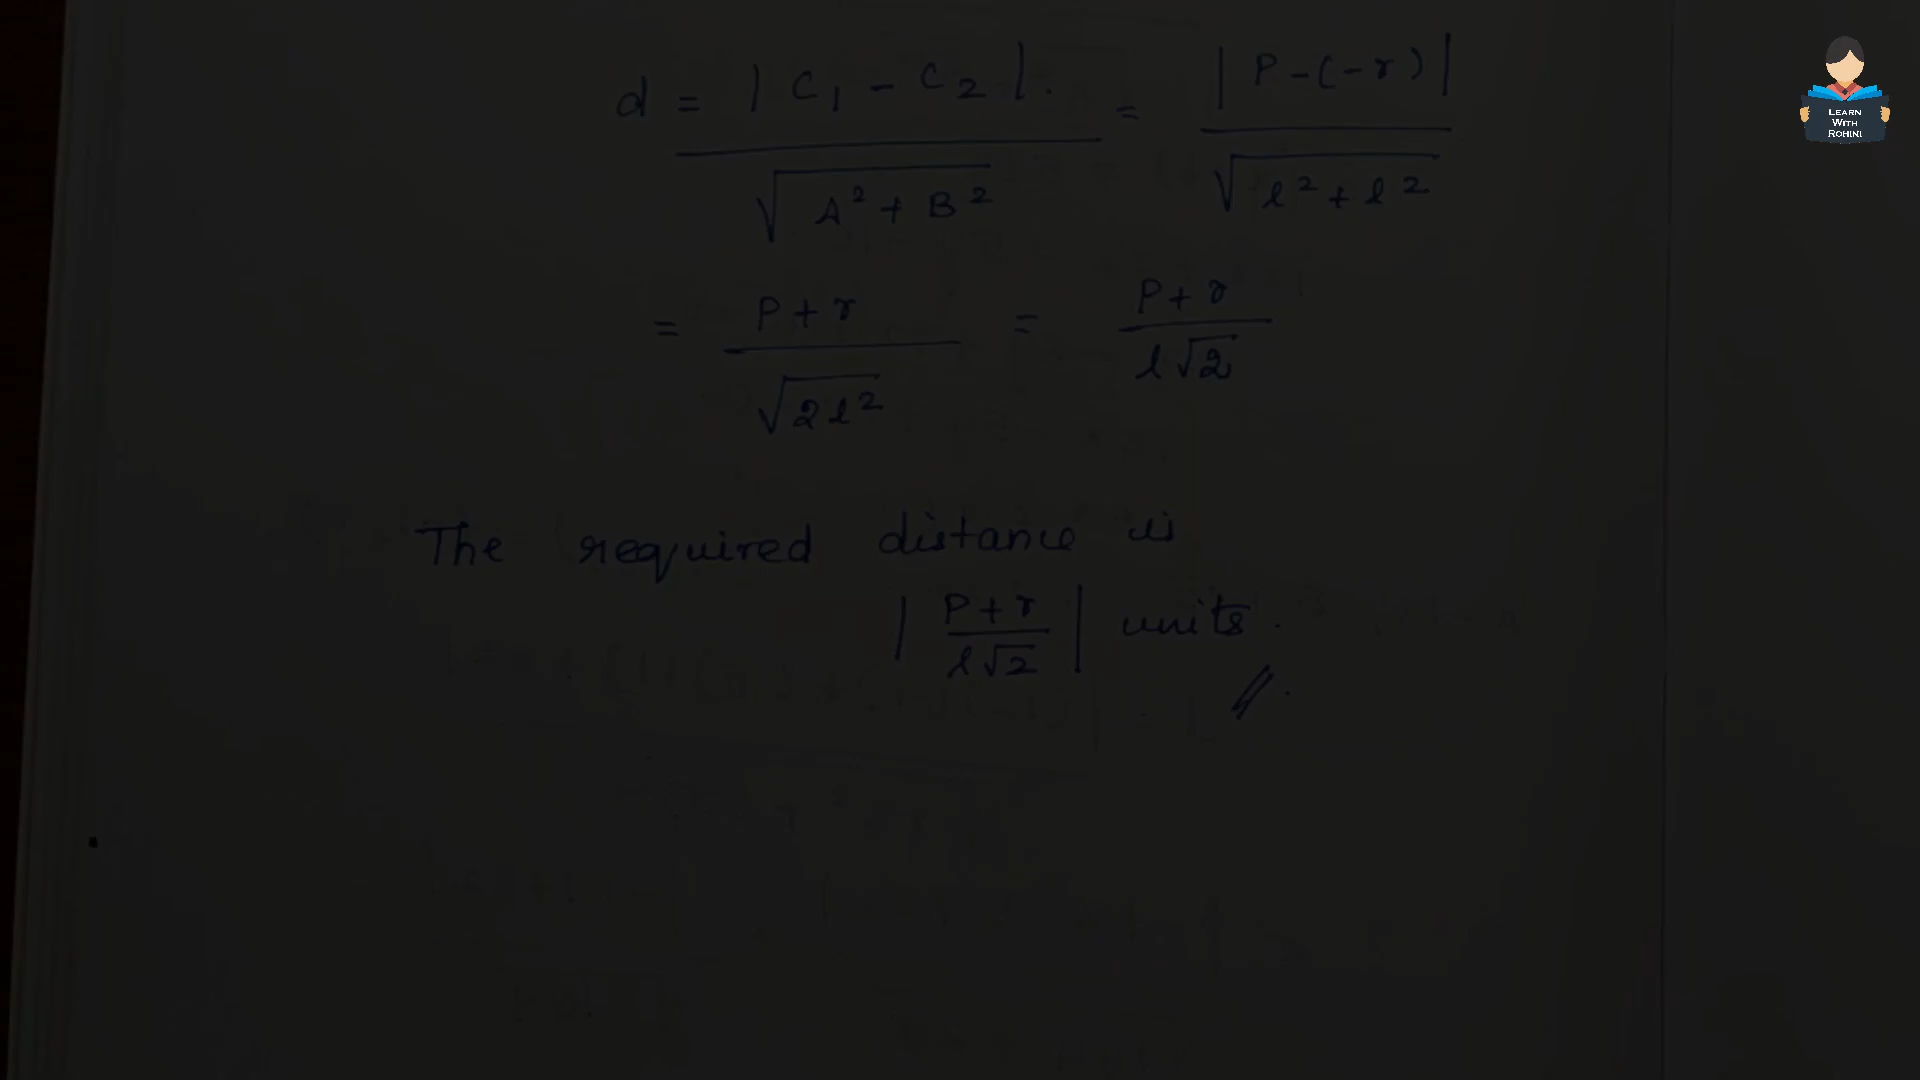 d = |C₁ - C₂|. / √(A² + B²) = |P - (-r)| / √(l² + l²)
= P + r / √(2l²) = P + r / l√2
The required distance is
|P + r / l√2| units.
LEARN
WITH
ROHINI